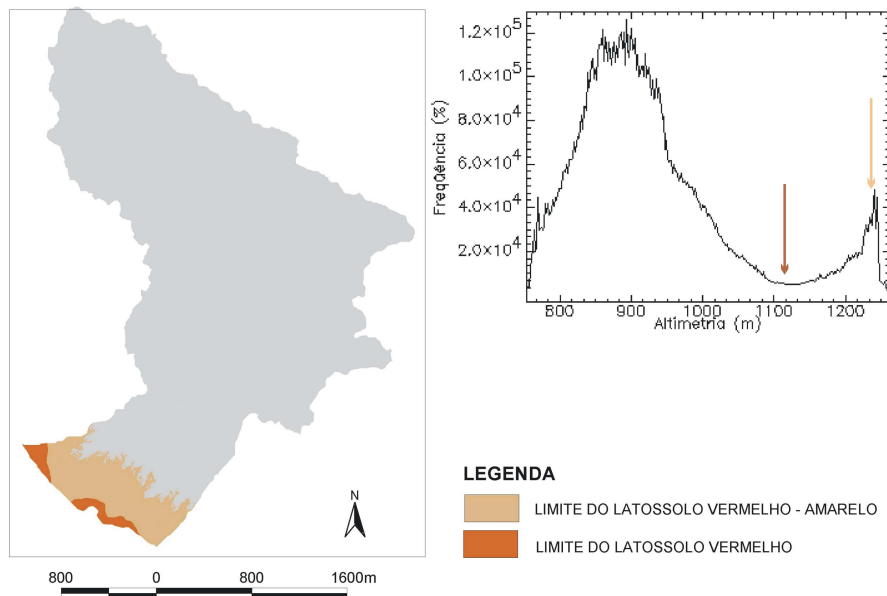 1.2×10⁵
1.0×10⁵
8.0×10⁴
6.0×10⁴
4.0×10⁴
2.0×10⁴
Freqüência (%)
800 900 1000 1100 1200
Altimetria (m)
N
800 0 800 1600m
LEGENDA
LIMITE DO LATOSSOLO VERMELHO - AMARELO
LIMITE DO LATOSSOLO VERMELHO